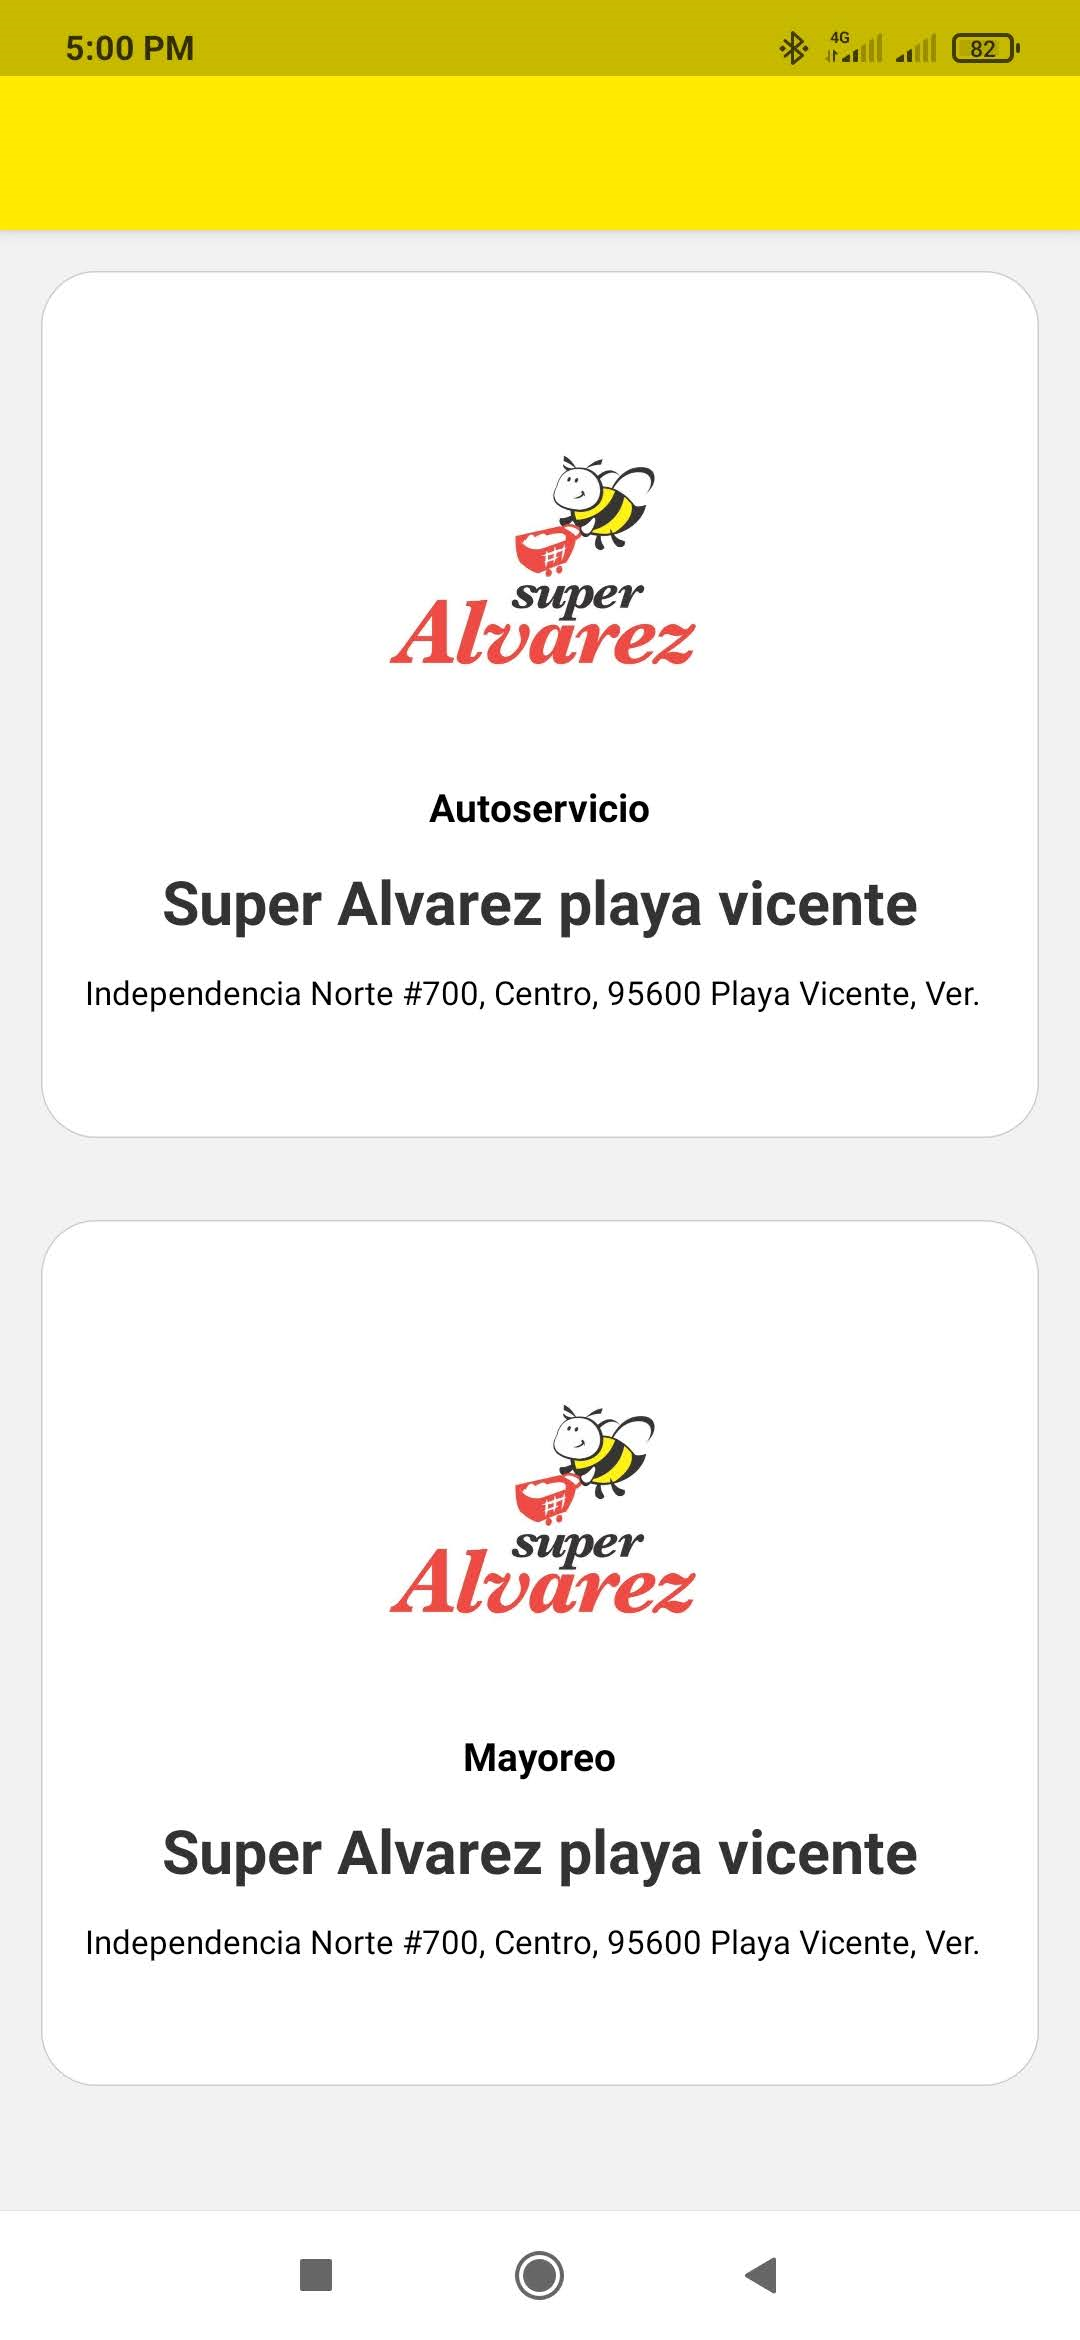 5:00 PM
4G
82
super
Alvarez
Autoservicio
Super Alvarez playa vicente
Independencia Norte #700, Centro, 95600 Playa Vicente, Ver.
super
Alvarez
Mayoreo
Super Alvarez playa vicente
Independencia Norte #700, Centro, 95600 Playa Vicente, Ver.